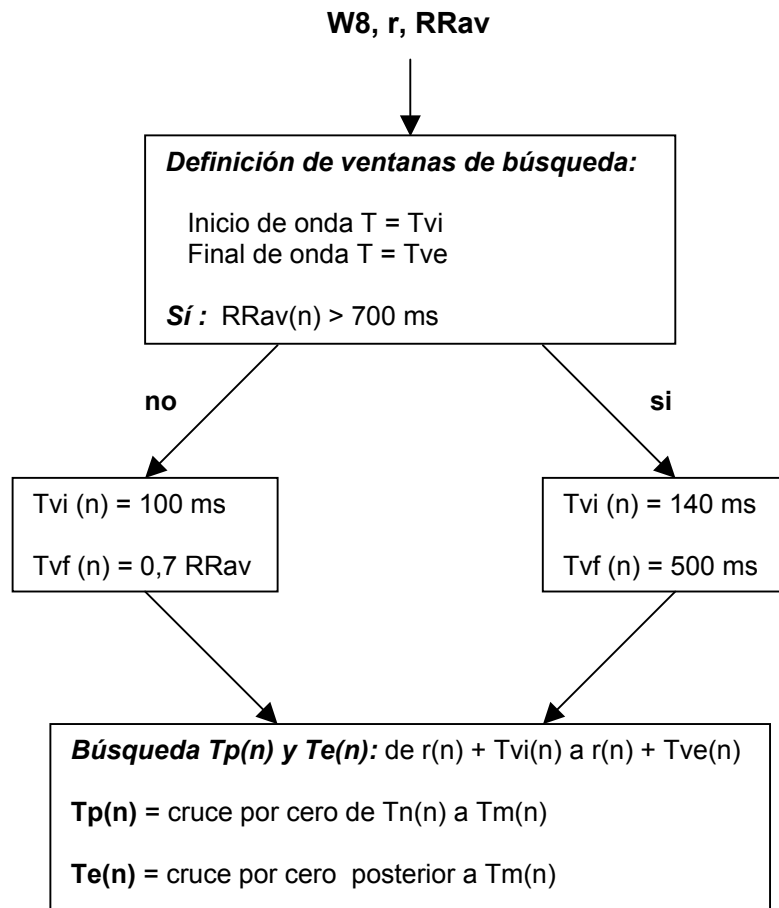 W8, r, RRav
Definición de ventanas de búsqueda:
Inicio de onda T = Tvi
Final de onda T = Tve
Sí : RRav(n) > 700 ms
no
si
Tvi (n) = 100 ms
Tvf (n) = 0,7 RRav
Tvi (n) = 140 ms
Tvf (n) = 500 ms
Búsqueda Tp(n) y Te(n): de r(n) + Tvi(n) a r(n) + Tve(n)
Tp(n) = cruce por cero de Tn(n) a Tm(n)
Te(n) = cruce por cero posterior a Tm(n)